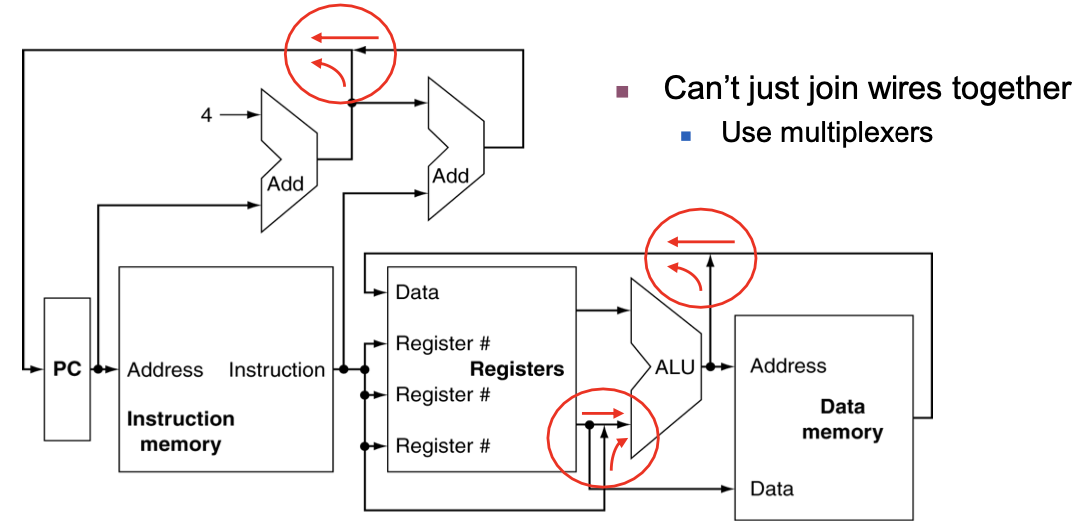 Can't just join wires together
Use multiplexers
4
Add
Add
Data
Register #
Register #
Register #
Registers
PC
Address
Instruction
Instruction
memory
ALU
Address
Data
memory
Data